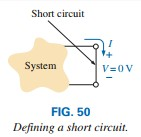 Short circuit
I
+
System
V = 0 V
–
FIG. 50
Defining a short circuit.